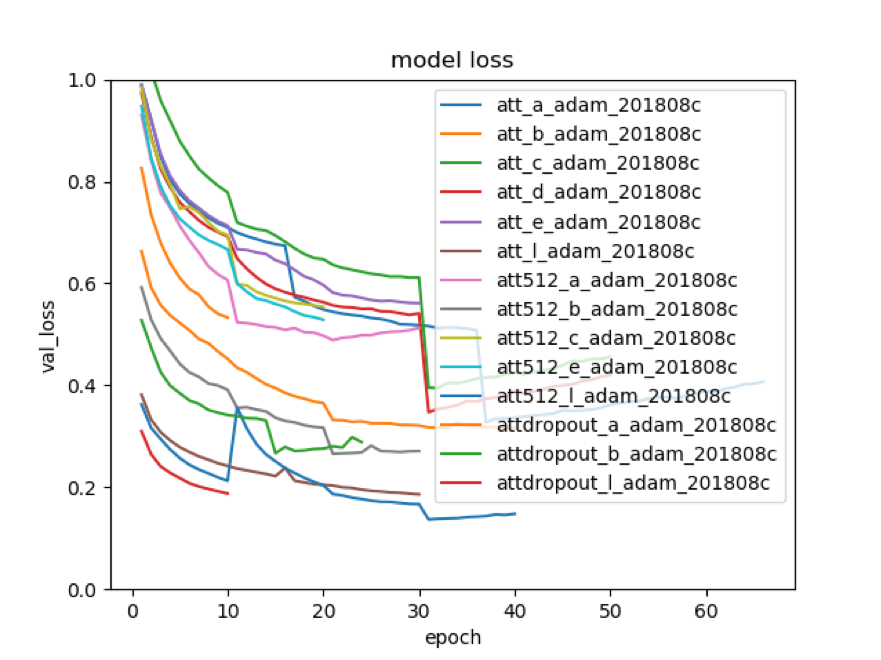 model loss
1.0
0.8
0.6
0.4
0.2
0.0
val_loss
att_a_adam_201808c
att_b_adam_201808c
att_c_adam_201808c
att_d_adam_201808c
att_e_adam_201808c
att_l_adam_201808c
att512_a_adam_201808c
att512_b_adam_201808c
att512_c_adam_201808c
att512_e_adam_201808c
att512_l_adam_201808c
attdropout_a_adam_201808c
attdropout_b_adam_201808c
attdropout_l_adam_201808c
0 10 20 30 40 50 60
epoch